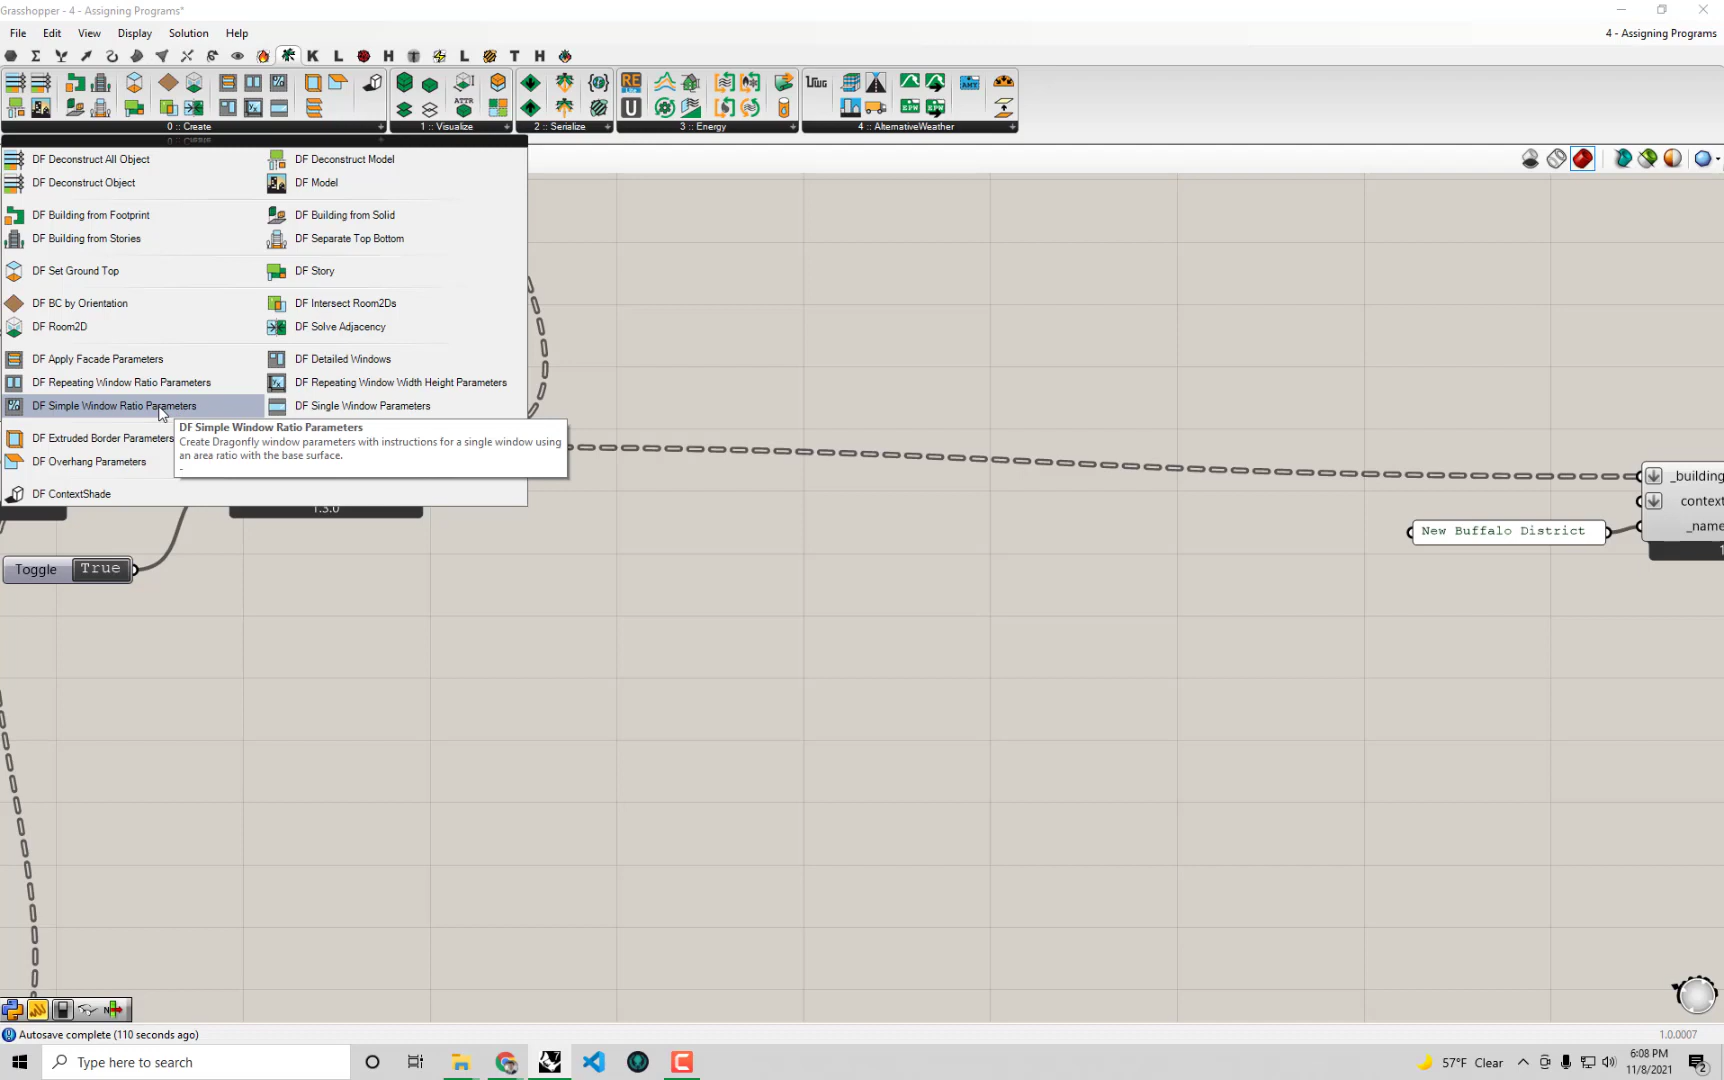 Grasshopper - 4 - Assigning Programs*
File Edit View Display Solution Help
4 - Assigning Programs
K L H L T H
0 :: Create
1 :: Visualize
2 :: Serialize
3 :: Energy
4 :: AlternativeWeather
DF Deconstruct All Object
DF Deconstruct Model
DF Deconstruct Object
DF Model
DF Building from Footprint
DF Building from Solid
DF Building from Stories
DF Separate Top Bottom
DF Set Ground Top
DF Story
DF BC by Orientation
DF Intersect Room2Ds
DF Room2D
DF Solve Adjacency
DF Apply Facade Parameters
DF Detailed Windows
DF Repeating Window Ratio Parameters
DF Repeating Window Width Height Parameters
DF Simple Window Ratio Parameters
DF Single Window Parameters
DF Extruded Border Parameters
DF Overhang Parameters
DF ContextShade
DF Simple Window Ratio Parameters
Create Dragonfly window parameters with instructions for a single window using
an area ratio with the base surface.
-
1.3.0
Toggle True
_building
context
_name
New Buffalo District
Autosave complete (110 seconds ago)
1.0.0007
Type here to search
57°F Clear
6:08 PM
11/8/2021
2